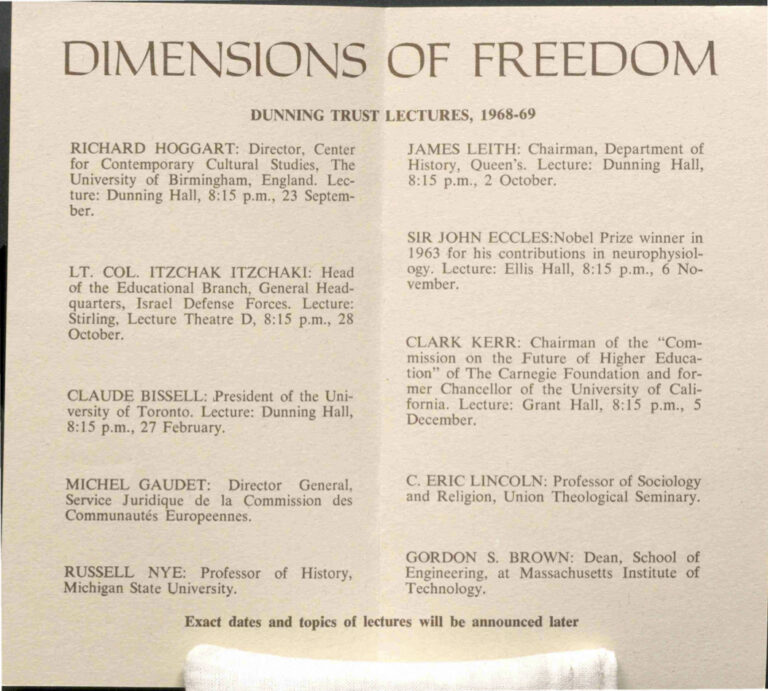 DIMENSIONS OF FREEDOM
DUNNING TRUST LECTURES, 1968-69
RICHARD HOGGART: Director, Center
for Contemporary Cultural Studies, The
University of Birmingham, England. Lec-
ture: Dunning Hall, 8:15 p.m., 23 Septem-
ber.
LT. COL. ITZCHAK ITZCHAKI: Head
of the Educational Branch, General Head-
quarters, Israel Defense Forces. Lecture:
Stirling, Lecture Theatre D, 8:15 p.m., 28
October.
CLAUDE BISSELL: President of the Uni-
versity of Toronto. Lecture: Dunning Hall,
8:15 p.m., 27 February.
MICHEL GAUDET: Director General,
Service Juridique de la Commission des
Communautés Europeennes.
RUSSELL NYE: Professor of History,
Michigan State University.
JAMES LEITH: Chairman, Department of
History, Queen's. Lecture: Dunning Hall,
8:15 p.m., 2 October.
SIR JOHN ECCLES:Nobel Prize winner in
1963 for his contributions in neurophysiol-
ogy. Lecture: Ellis Hall, 8:15 p.m., 6 No-
vember.
CLARK KERR: Chairman of the "Com-
mission on the Future of Higher Educa-
tion" of The Carnegie Foundation and for-
mer Chancellor of the University of Cali-
fornia. Lecture: Grant Hall, 8:15 p.m., 5
December.
C. ERIC LINCOLN: Professor of Sociology
and Religion, Union Theological Seminary.
GORDON S. BROWN: Dean, School of
Engineering, at Massachusetts Institute of
Technology.
Exact dates and topics of lectures will be announced later